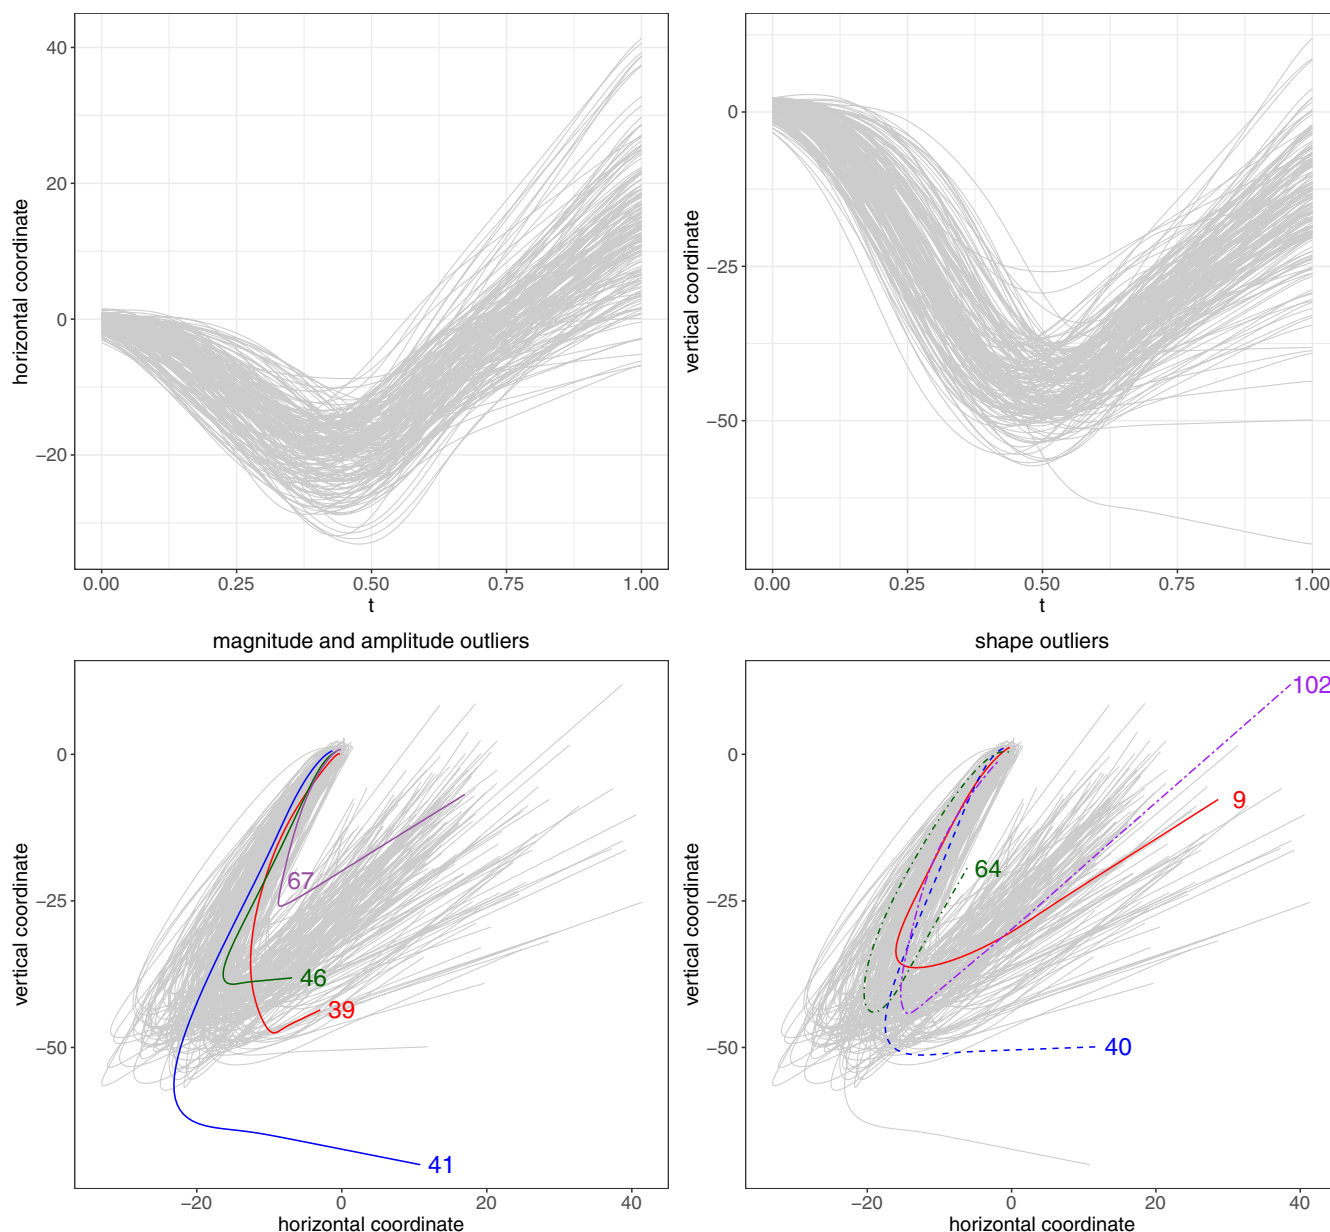 40
20
0
−20
horizontal coordinate
0.00 0.25 0.50 0.75 1.00
t
0
−25
−50
vertical coordinate
0.00 0.25 0.50 0.75 1.00
t
magnitude and amplitude outliers
0
−25
−50
vertical coordinate
67
46
39
41
−20 0 20 40
horizontal coordinate
shape outliers
0
−25
−50
vertical coordinate
102
9
64
40
−20 0 20 40
horizontal coordinate